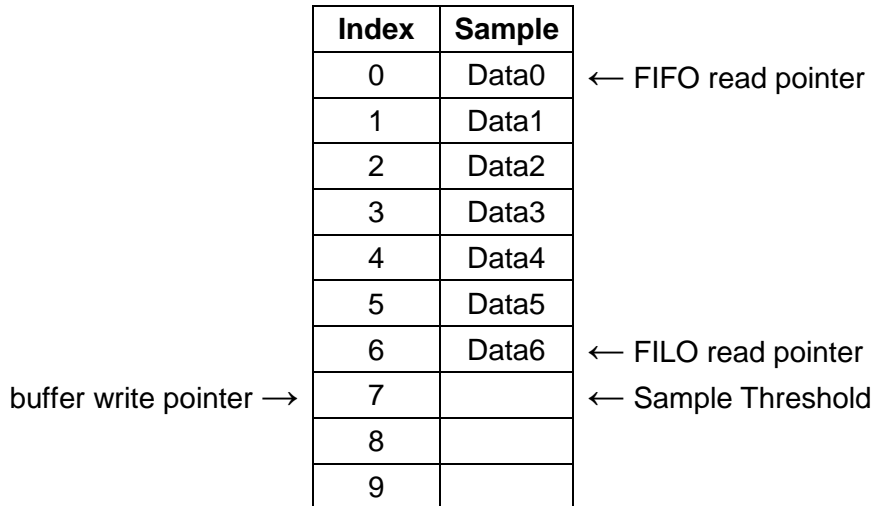 Index Sample
0 Data0 ← FIFO read pointer
1 Data1
2 Data2
3 Data3
4 Data4
5 Data5
6 Data6 ← FILO read pointer
buffer write pointer → 7 ← Sample Threshold
8
9